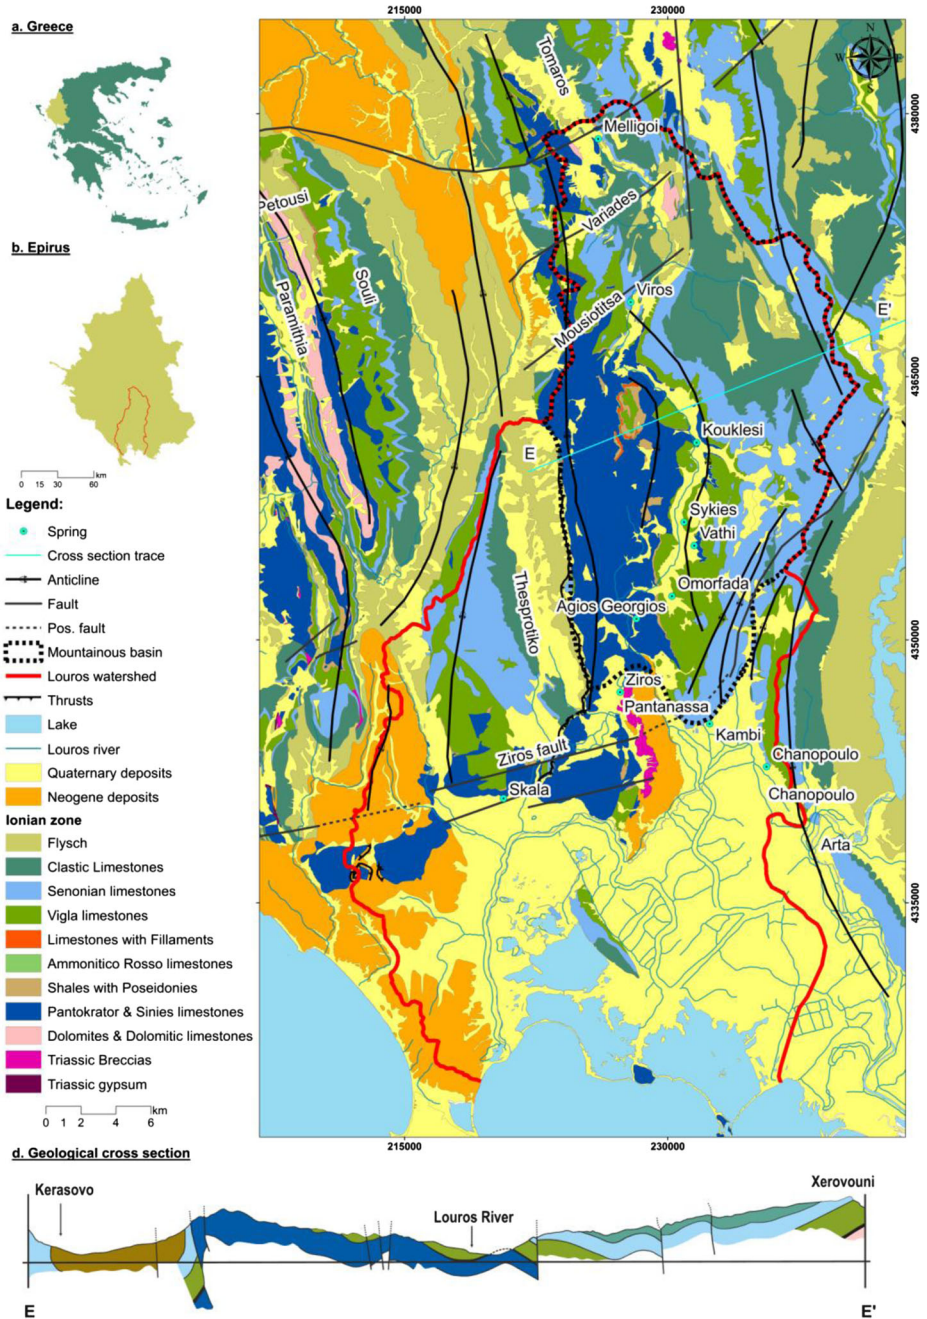 a. Greece
b. Epirus
0 15 30 60 km
Legend:
Spring
Cross section trace
Anticline
Fault
Pos. fault
Mountainous basin
Louros watershed
Thrusts
Lake
Louros river
Quaternary deposits
Neogene deposits
Ionian zone
Flysch
Clastic Limestones
Senonian limestones
Vigla limestones
Limestones with Fillaments
Ammonitico Rosso limestones
Shales with Poseidonies
Pantokrator & Sinies limestones
Dolomites & Dolomitic limestones
Triassic Breccias
Triassic gypsum
0 1 2 4 6 km
215000 230000
N
W E
S
4380000
4365000
4350000
4335000
Tomaros
Melligoi
Petousi
Variades
Souli
Paramithia
Viros
Mousiotitsa
E'
Kouklesi
E
Sykies
Vathi
Omorfada
Thesprotiko
Agios Georgios
Ziros
Pantanassa
Kambi
Ziros fault
Chanopoulo
Skala
Chanopoulo
Arta
215000 230000
d. Geological cross section
Kerasovo
Louros River
Xerovouni
E E'